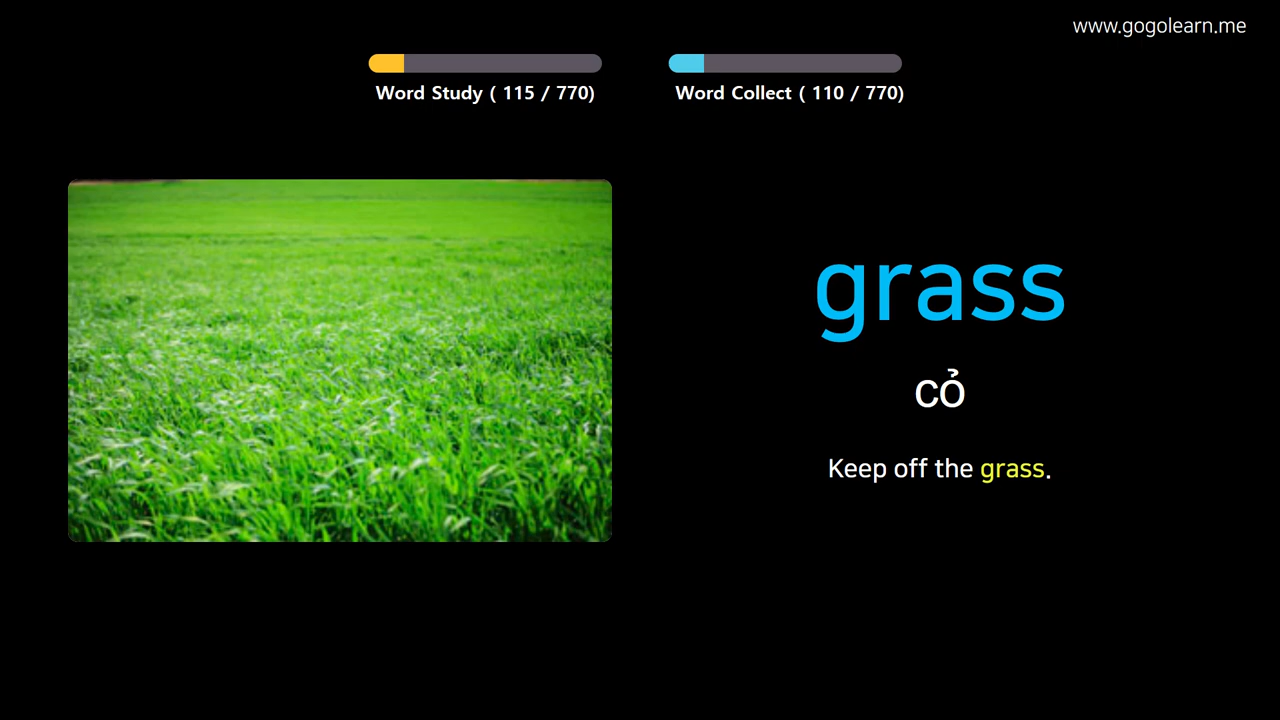 www.gogolearn.me
Word Study ( 115 / 770)
Word Collect ( 110 / 770)
grass
cỏ
Keep off the grass.